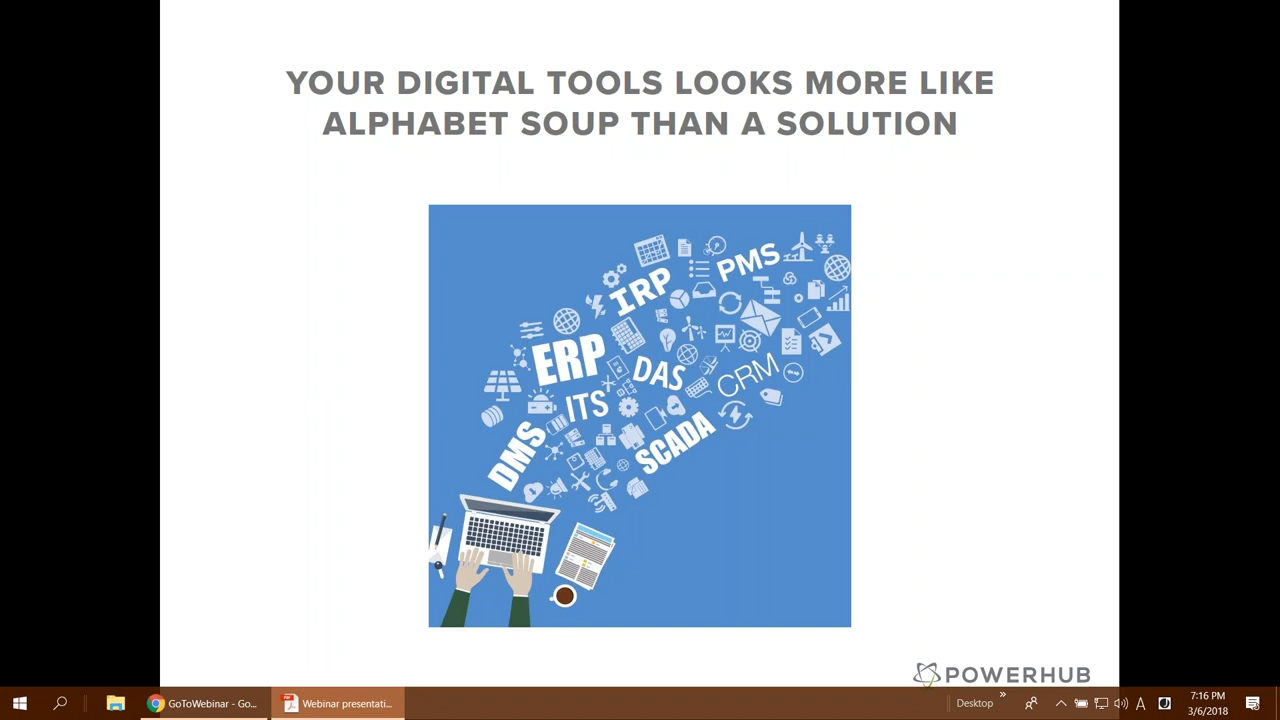 YOUR DIGITAL TOOLS LOOKS MORE LIKE
ALPHABET SOUP THAN A SOLUTION
PMS
IRP
ERP
DAS
CRM
ITS
SCADA
DMS
POWERHUB
GoToWebinar - Go...
Webinar presentati...
Desktop
A
7:16 PM
3/6/2018